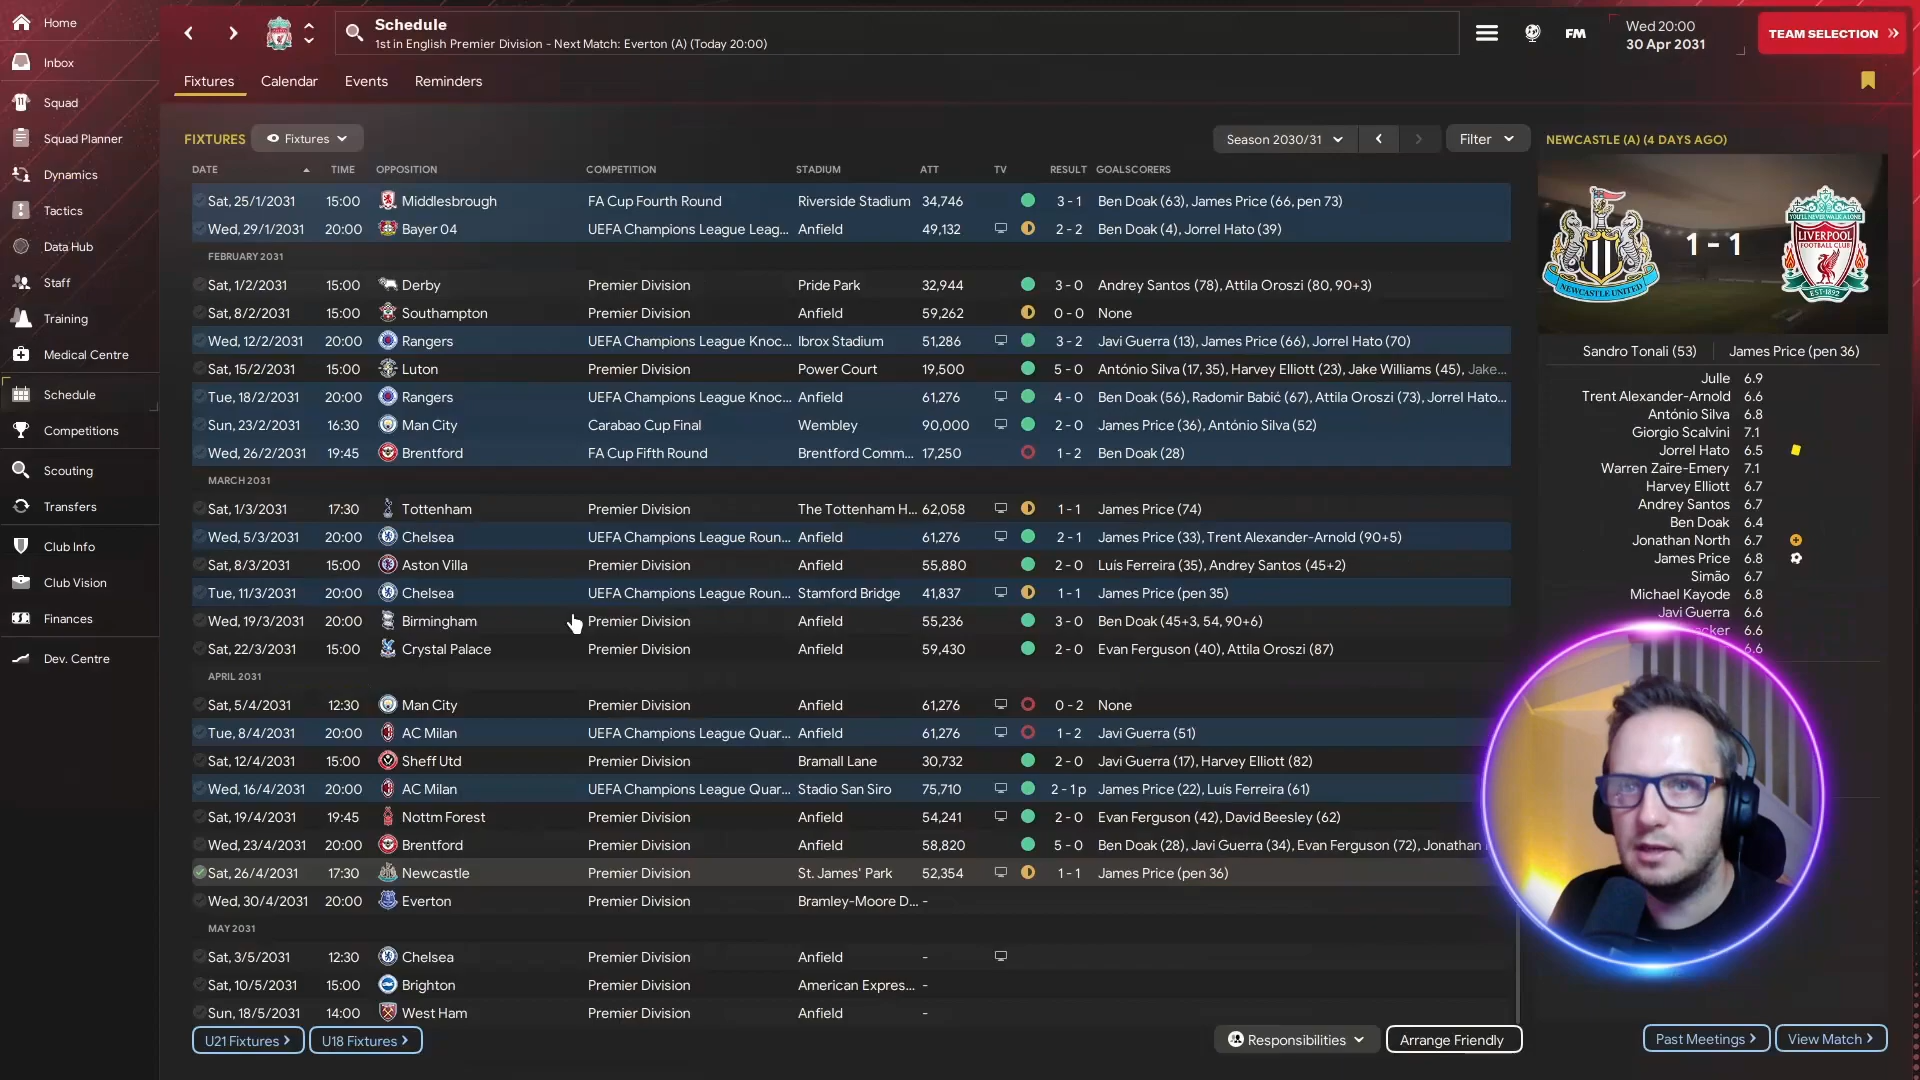 Home
Inbox
Squad
Squad Planner
Dynamics
Tactics
Data Hub
Staff
Training
Medical Centre
Schedule
Competitions
Scouting
Transfers
Club Info
Club Vision
Finances
Dev. Centre
Schedule
1st in English Premier Division - Next Match: Everton (A) (Today 20:00)
FM
Wed 20:00
30 Apr 2031
TEAM SELECTION
Fixtures Calendar Events Reminders
FIXTURES Fixtures Season 2030/31 Filter
DATE TIME OPPOSITION COMPETITION STADIUM ATT TV RESULT GOALSCORERS
Sat, 25/1/2031 15:00 Middlesbrough FA Cup Fourth Round Riverside Stadium 34,746 3 - 1 Ben Doak (63), James Price (66, pen 73)
Wed, 29/1/2031 20:00 Bayer 04 UEFA Champions League Leag... Anfield 49,132 2 - 2 Ben Doak (4), Jorrel Hato (39)
FEBRUARY 2031
Sat, 1/2/2031 15:00 Derby Premier Division Pride Park 32,944 3 - 0 Andrey Santos (78), Attila Oroszi (80, 90+3)
Sat, 8/2/2031 15:00 Southampton Premier Division Anfield 59,262 0 - 0 None
Wed, 12/2/2031 20:00 Rangers UEFA Champions League Knoc... Ibrox Stadium 51,286 3 - 2 Javi Guerra (13), James Price (66), Jorrel Hato (70)
Sat, 15/2/2031 15:00 Luton Premier Division Power Court 19,500 5 - 0 António Silva (17, 35), Harvey Elliott (23), Jake Williams (45), Jake...
Tue, 18/2/2031 20:00 Rangers UEFA Champions League Knoc... Anfield 61,276 4 - 0 Ben Doak (56), Radomir Babić (67), Attila Oroszi (73), Jorrel Hato...
Sun, 23/2/2031 16:30 Man City Carabao Cup Final Wembley 90,000 2 - 0 James Price (36), António Silva (52)
Wed, 26/2/2031 19:45 Brentford FA Cup Fifth Round Brentford Comm... 17,250 1 - 2 Ben Doak (28)
MARCH 2031
Sat, 1/3/2031 17:30 Tottenham Premier Division The Tottenham H... 62,058 1 - 1 James Price (74)
Wed, 5/3/2031 20:00 Chelsea UEFA Champions League Roun... Anfield 61,276 2 - 1 James Price (33), Trent Alexander-Arnold (90+5)
Sat, 8/3/2031 15:00 Aston Villa Premier Division Anfield 55,880 2 - 0 Luís Ferreira (35), Andrey Santos (45+2)
Tue, 11/3/2031 20:00 Chelsea UEFA Champions League Roun... Stamford Bridge 41,837 1 - 1 James Price (pen 35)
Wed, 19/3/2031 20:00 Birmingham Premier Division Anfield 55,236 3 - 0 Ben Doak (45+3, 54, 90+6)
Sat, 22/3/2031 15:00 Crystal Palace Premier Division Anfield 59,430 2 - 0 Evan Ferguson (40), Attila Oroszi (87)
APRIL 2031
Sat, 5/4/2031 12:30 Man City Premier Division Anfield 61,276 0 - 2 None
Tue, 8/4/2031 20:00 AC Milan UEFA Champions League Quar... Anfield 61,276 1 - 2 Javi Guerra (51)
Sat, 12/4/2031 15:00 Sheff Utd Premier Division Bramall Lane 30,732 2 - 0 Javi Guerra (17), Harvey Elliott (82)
Wed, 16/4/2031 20:00 AC Milan UEFA Champions League Quar... Stadio San Siro 75,710 2 - 1 p James Price (22), Luís Ferreira (61)
Sat, 19/4/2031 19:45 Nottm Forest Premier Division Anfield 54,241 2 - 0 Evan Ferguson (42), David Beesley (62)
Wed, 23/4/2031 20:00 Brentford Premier Division Anfield 58,820 5 - 0 Ben Doak (28), Javi Guerra (34), Evan Ferguson (72), Jonathan
Sat, 26/4/2031 17:30 Newcastle Premier Division St. James' Park 52,354 1 - 1 James Price (pen 36)
Wed, 30/4/2031 20:00 Everton Premier Division Bramley-Moore D... -
MAY 2031
Sat, 3/5/2031 12:30 Chelsea Premier Division Anfield -
Sat, 10/5/2031 15:00 Brighton Premier Division American Expres... -
Sun, 18/5/2031 14:00 West Ham Premier Division Anfield -
U21 Fixtures U18 Fixtures Responsibilities Arrange Friendly
NEWCASTLE (A) (4 DAYS AGO)
NEWCASTLE UNITED
1 - 1
YOU'LL NEVER WALK ALONE
LIVERPOOL
FOOTBALL CLUB
EST·1892
Sandro Tonali (53) James Price (pen 36)
Julle 6.9
Trent Alexander-Arnold 6.6
António Silva 6.8
Giorgio Scalvini 7.1
Jorrel Hato 6.5
Warren Zaïre-Emery 7.1
Harvey Elliott 6.7
Andrey Santos 6.7
Ben Doak 6.4
Jonathan North 6.7
James Price 6.8
Simão 6.7
Michael Kayode 6.8
Javi Guerra 6.6
6.6
6.6
Past Meetings View Match